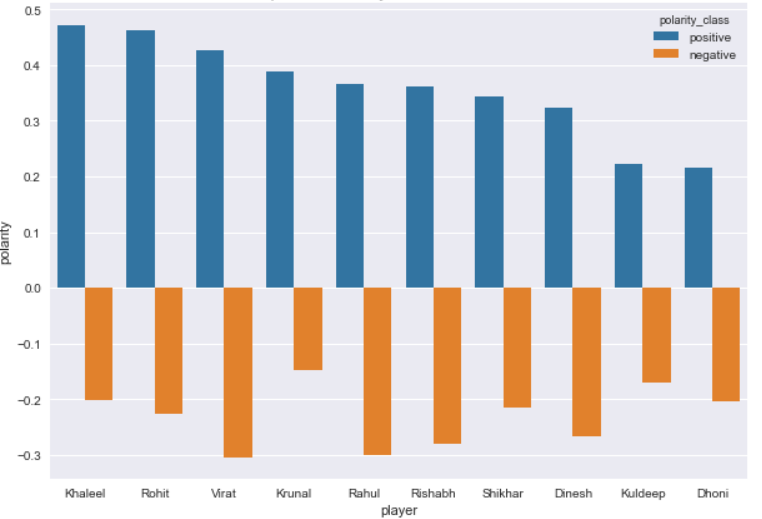 0.5
polarity_class
positive
negative
0.4
0.3
0.2
0.1
0.0
−0.1
−0.2
−0.3
polarity
Khaleel Rohit Virat Krunal Rahul Rishabh Shikhar Dinesh Kuldeep Dhoni
player